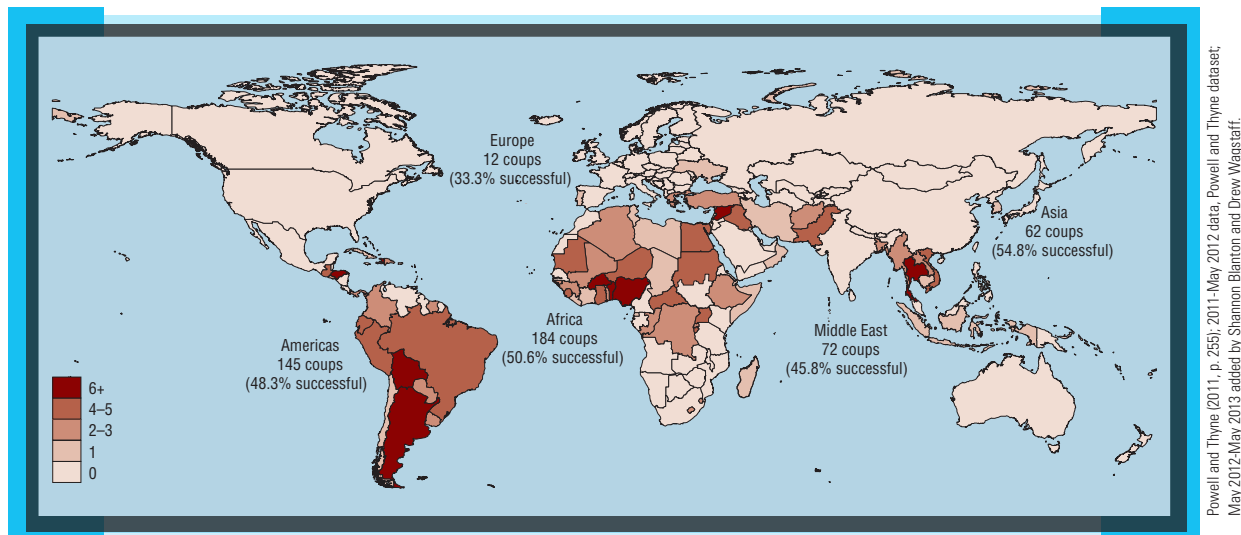 Europe
12 coups
(33.3% successful)
Asia
62 coups
(54.8% successful)
Africa
184 coups
(50.6% successful)
Middle East
72 coups
(45.8% successful)
Americas
145 coups
(48.3% successful)
6+
4–5
2–3
1
0
Powell and Thyne (2011, p. 255); 2011-May 2012 data, Powell and Thyne dataset;
May 2012-May 2013 added by Shannon Blanton and Drew Wagstaff.